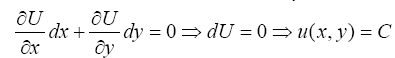 ∂U/∂x dx + ∂U/∂y dy = 0 ⇒ dU = 0 ⇒ u(x, y) = C